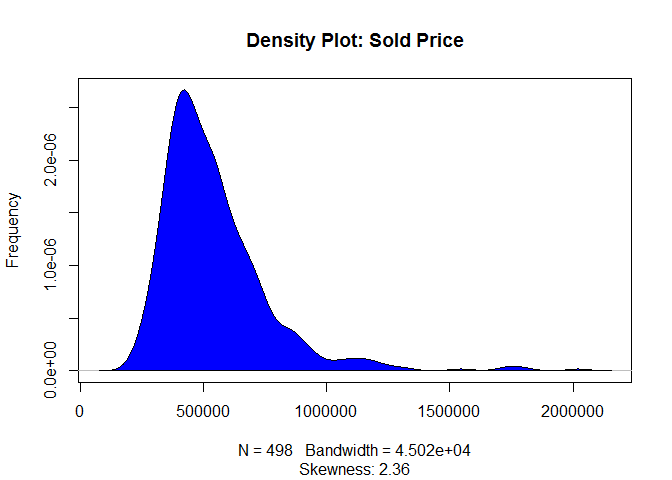 Density Plot: Sold Price
Frequency
2.0e-06
1.0e-06
0.0e+00
0 500000 1000000 1500000 2000000
N = 498 Bandwidth = 4.502e+04
Skewness: 2.36